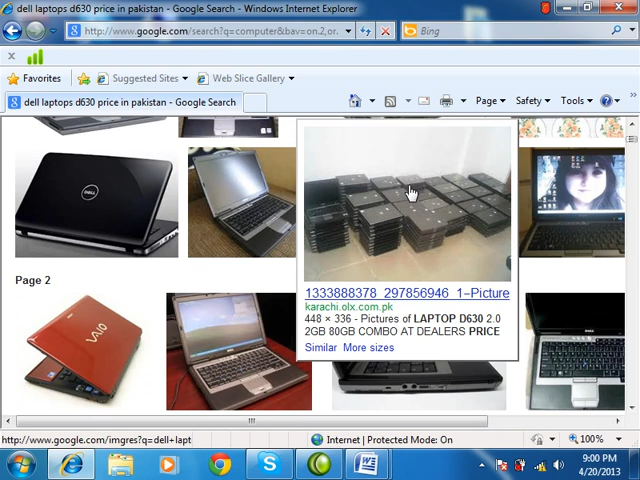 dell laptops d630 price in pakistan - Google Search - Windows Internet Explorer
http://www.google.com/search?q=computer&bav=on.2,or.
Bing
x
Favorites
Suggested Sites
Web Slice Gallery
dell laptops d630 price in pakistan - Google Search
Page
Safety
Tools
DELL
Page 2
VAIO
1333888378_297856946_1-Picture
karachi.olx.com.pk
448 × 336 - Pictures of LAPTOP D630 2.0
2GB 80GB COMBO AT DEALERS PRICE
Similar More sizes
http://www.google.com/imgres?q=dell+lapt
Internet | Protected Mode: On
100%
9:00 PM
4/20/2013